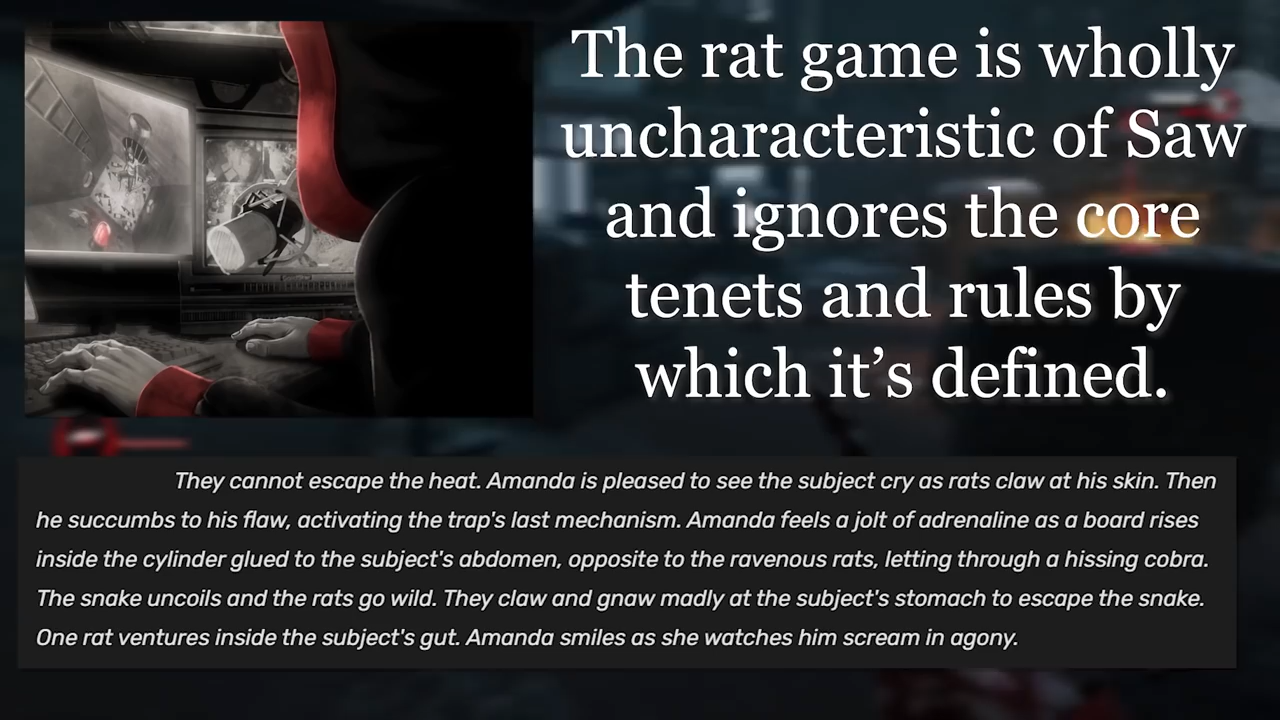 The rat game is wholly
uncharacteristic of Saw
and ignores the core
tenets and rules by
which it’s defined.
They cannot escape the heat. Amanda is pleased to see the subject cry as rats claw at his skin. Then
he succumbs to his flaw, activating the trap's last mechanism. Amanda feels a jolt of adrenaline as a board rises
inside the cylinder glued to the subject's abdomen, opposite to the ravenous rats, letting through a hissing cobra.
The snake uncoils and the rats go wild. They claw and gnaw madly at the subject's stomach to escape the snake.
One rat ventures inside the subject's gut. Amanda smiles as she watches him scream in agony.